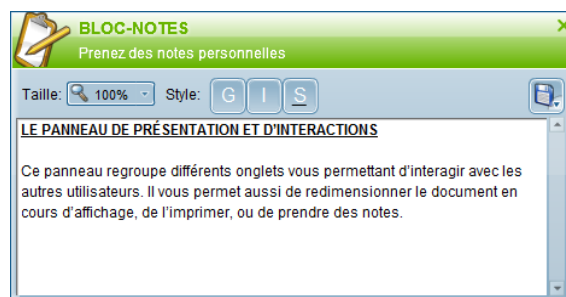 BLOC-NOTES
Prenez des notes personnelles
Taille: 100% Style: G I S
LE PANNEAU DE PRÉSENTATION ET D'INTERACTIONS
Ce panneau regroupe différents onglets vous permettant d'interagir avec les
autres utilisateurs. Il vous permet aussi de redimensionner le document en
cours d'affichage, de l'imprimer, ou de prendre des notes.